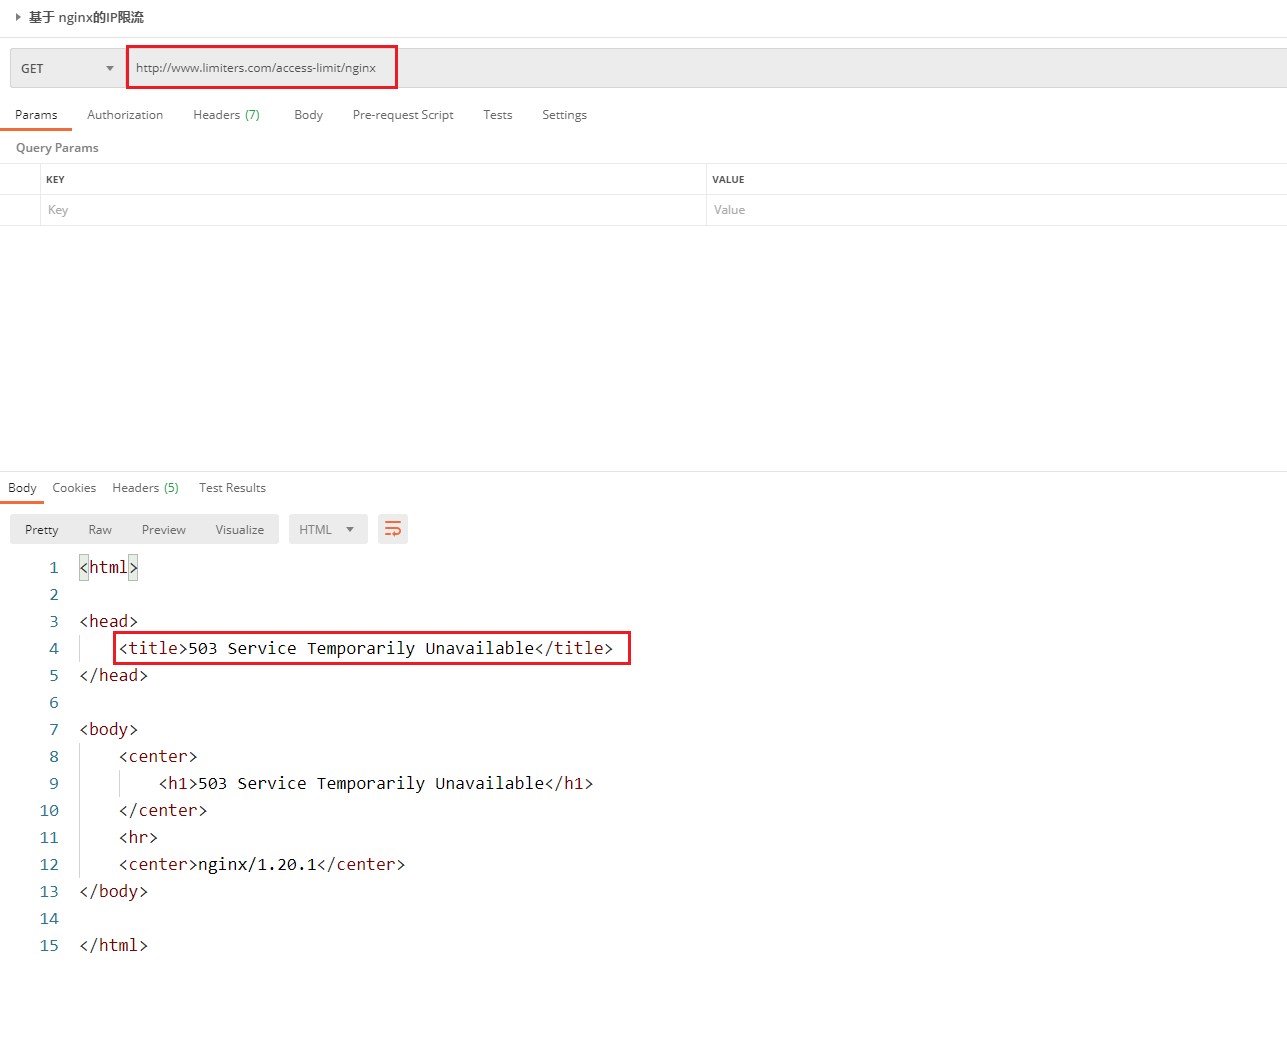 基于 nginx的IP限流
GET http://www.limiters.com/access-limit/nginx
Params Authorization Headers (7) Body Pre-request Script Tests Settings
Query Params
KEY VALUE
Key Value
Body Cookies Headers (5) Test Results
Pretty Raw Preview Visualize HTML
1 <html>
2
3 <head>
4 <title>503 Service Temporarily Unavailable</title>
5 </head>
6
7 <body>
8 <center>
9 <h1>503 Service Temporarily Unavailable</h1>
10 </center>
11 <hr>
12 <center>nginx/1.20.1</center>
13 </body>
14
15 </html>